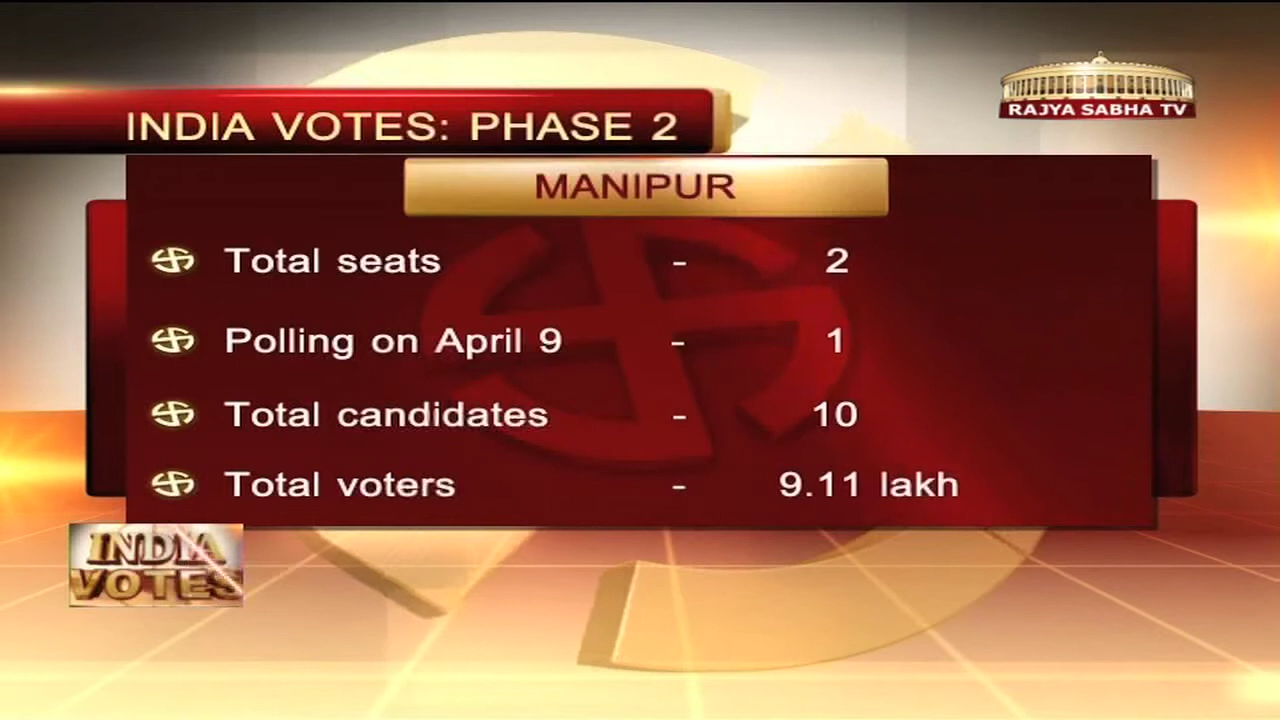 RAJYA SABHA TV
INDIA VOTES: PHASE 2
MANIPUR
Total seats - 2
Polling on April 9 - 1
Total candidates - 10
Total voters - 9.11 lakh
INDIA
VOTES